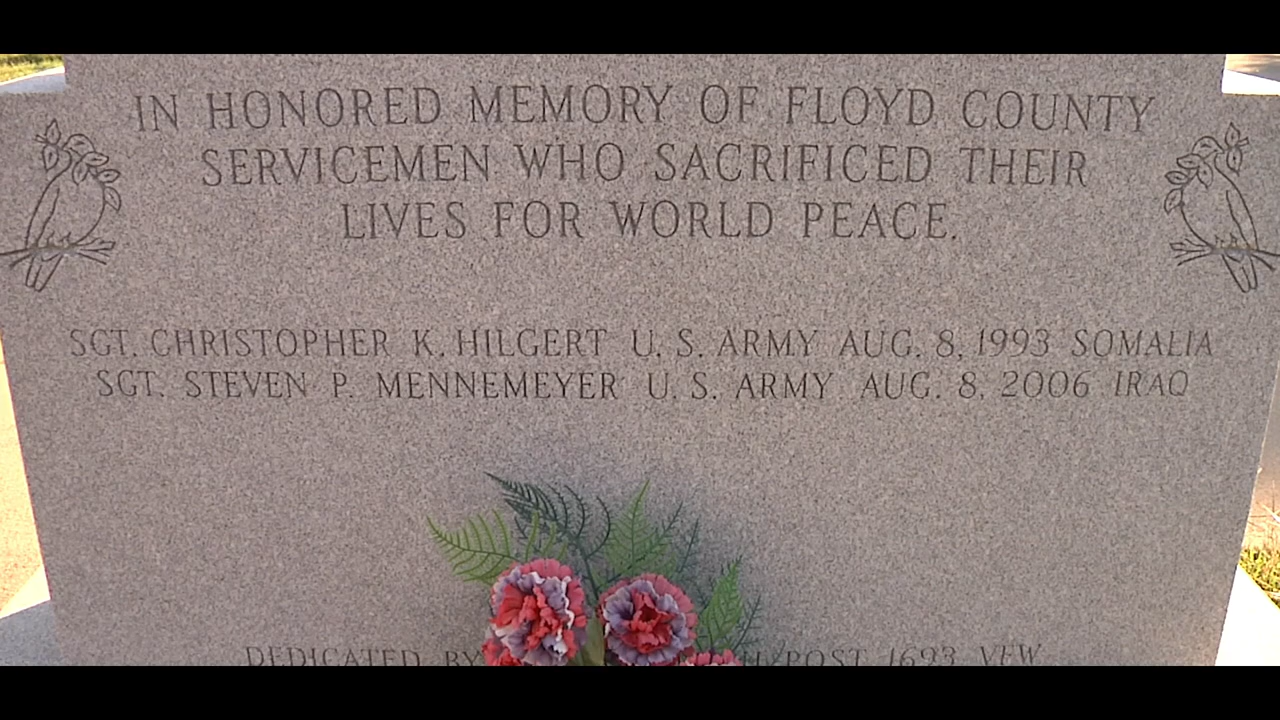 IN HONORED MEMORY OF FLOYD COUNTY
SERVICEMEN WHO SACRIFICED THEIR
LIVES FOR WORLD PEACE.
SGT. CHRISTOPHER K. HILGERT U. S. ARMY AUG. 8, 1993 SOMALIA
SGT. STEVEN P. MENNEMEYER U. S. ARMY AUG. 8, 2006 IRAQ
DEDICATED BY POST 1693 VFW